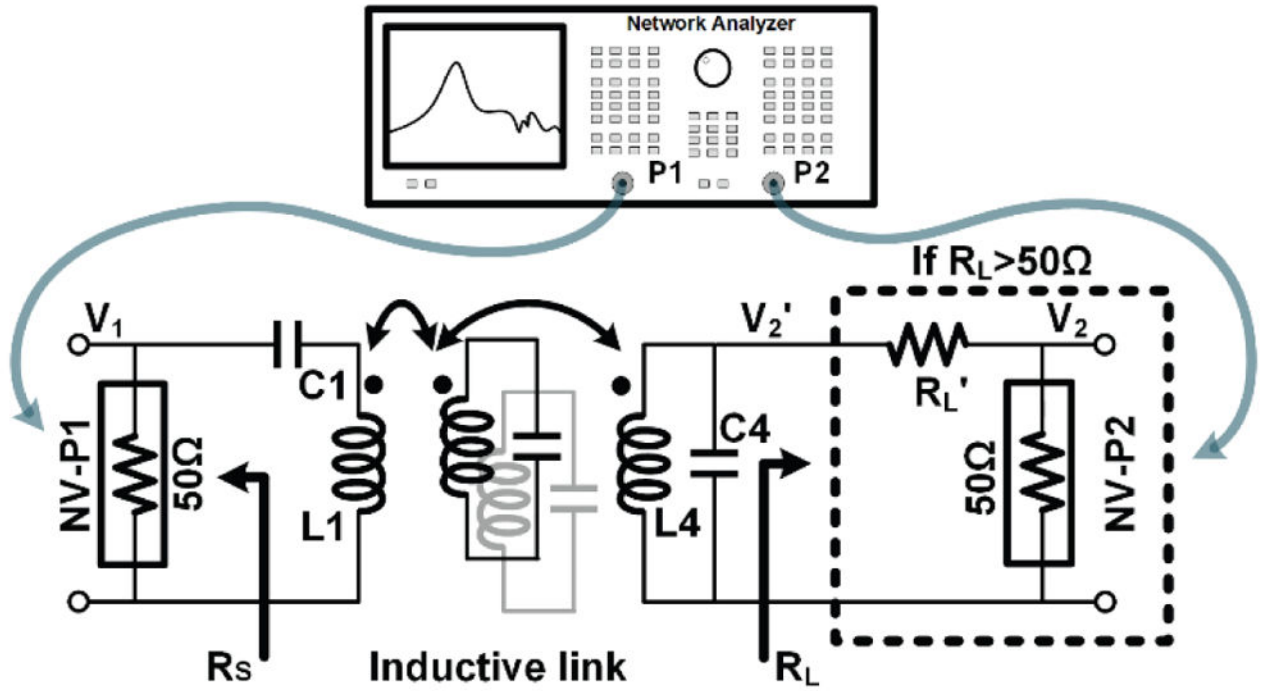 Network Analyzer
P1
P2
If RL>50Ω
V1
V2'
V2
C1
RL'
NV-P1
50Ω
C4
50Ω
NV-P2
L1
L4
RS
Inductive link
RL